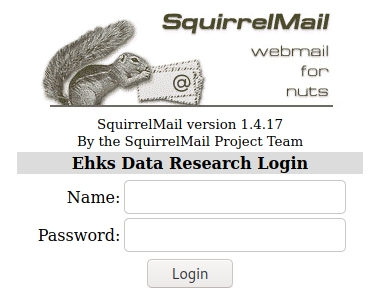 SquirrelMail
webmail
for
nuts
@
SquirrelMail version 1.4.17
By the SquirrelMail Project Team
Ehks Data Research Login
Name:
Password:
Login